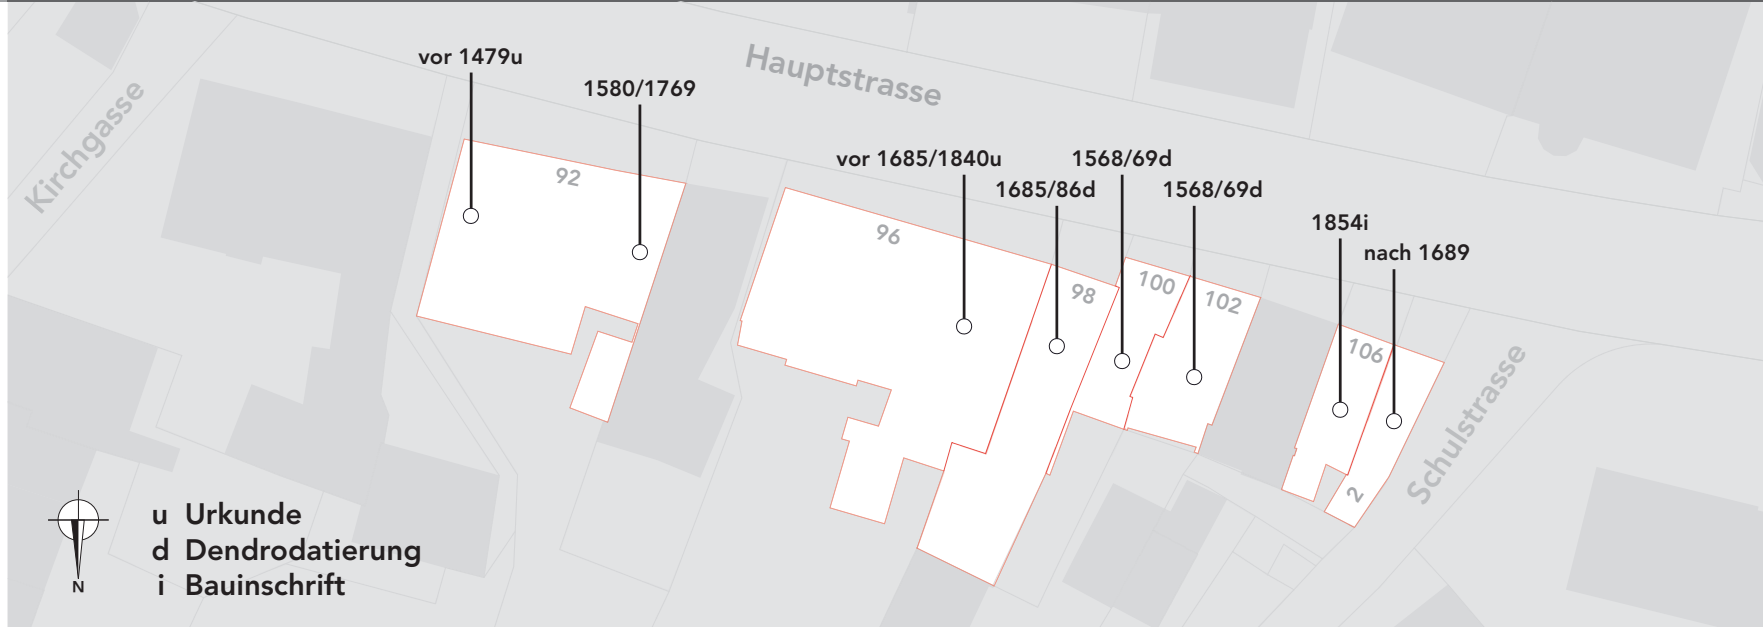 Hauptstrasse
Kirchgasse
Schulstrasse
vor 1479u
1580/1769
vor 1685/1840u
1568/69d
1685/86d
1568/69d
1854i
nach 1689
92
96
98
100
102
106
2
N
u Urkunde
d Dendrodatierung
i Bauinschrift